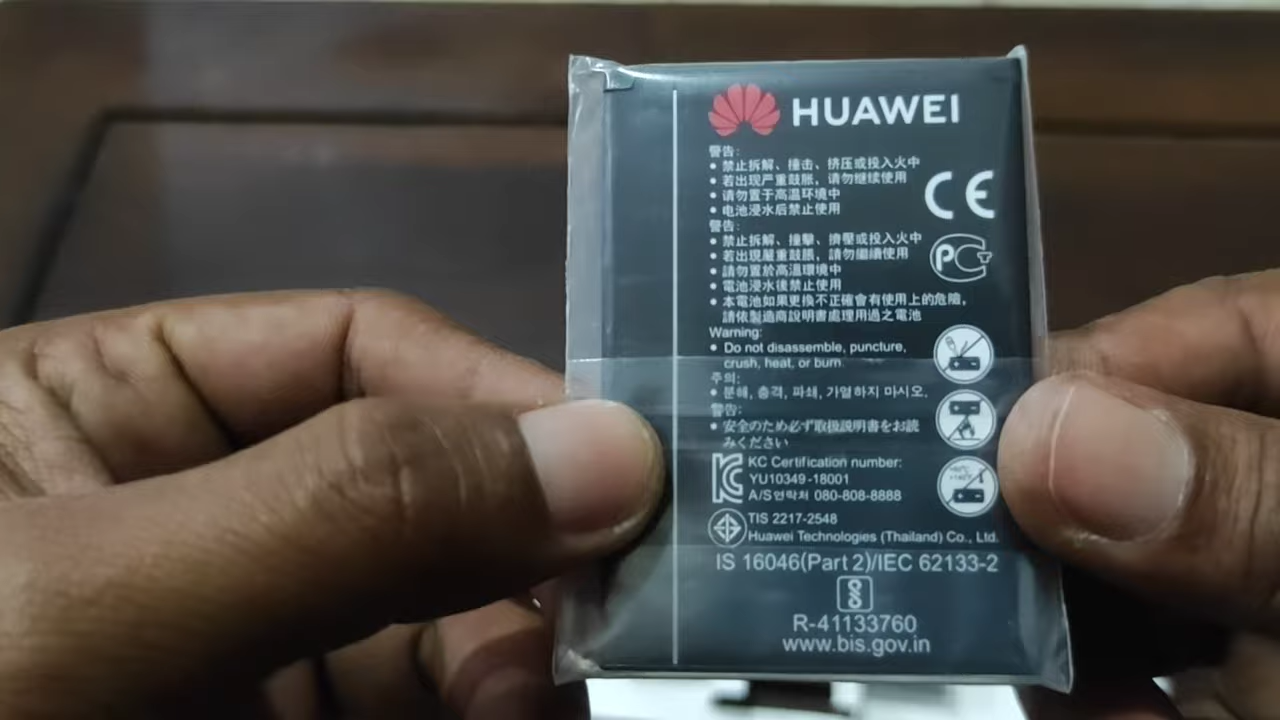 HUAWEI
警告:
• 禁止拆解、撞击、挤压或投入火中
• 若出现严重鼓胀，请勿继续使用
• 请勿置于高温环境中
• 电池浸水后禁止使用
CE
警告:
• 禁止拆解、撞擊、擠壓或投入火中
• 若出現嚴重鼓脹，請勿繼續使用
• 請勿置於高溫環境中
• 電池浸水後禁止使用
• 本電池如果更換不正確會有使用上的危險，
請依製造商說明書處理用過之電池
Warning:
• Do not disassemble, puncture,
crush, heat, or burn
주의:
• 분해, 충격, 파쇄, 가열하지 마시오.
警告:
• 安全のため必ず取扱説明書をお読
みください
KC Certification number:
YU10349-18001
A/S연락처 080-808-8888
TIS 2217-2548
Huawei Technologies (Thailand) Co., Ltd.
IS 16046(Part 2)/IEC 62133-2
R-41133760
www.bis.gov.in